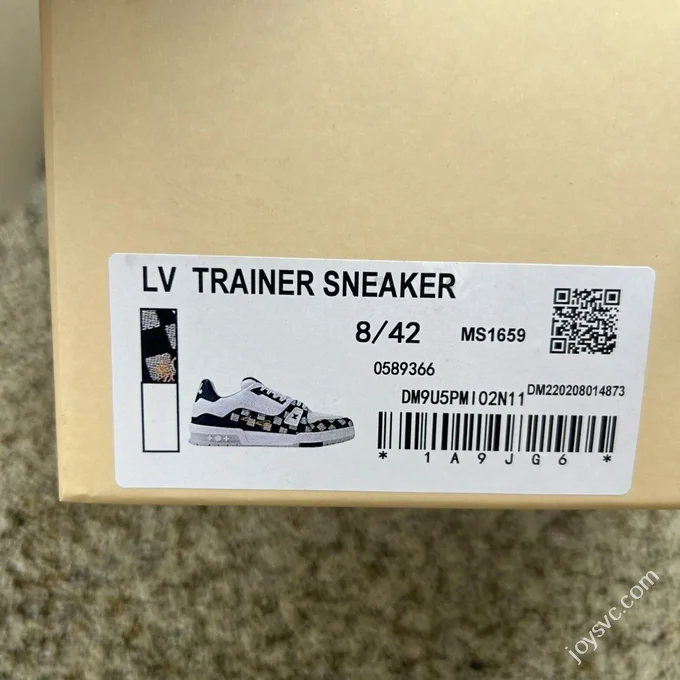 LV TRAINER SNEAKER
8/42 MS1659
0589366
DM9U5PMI02N11 DM220208014873
* 1A9JG6 *
joysvc.com